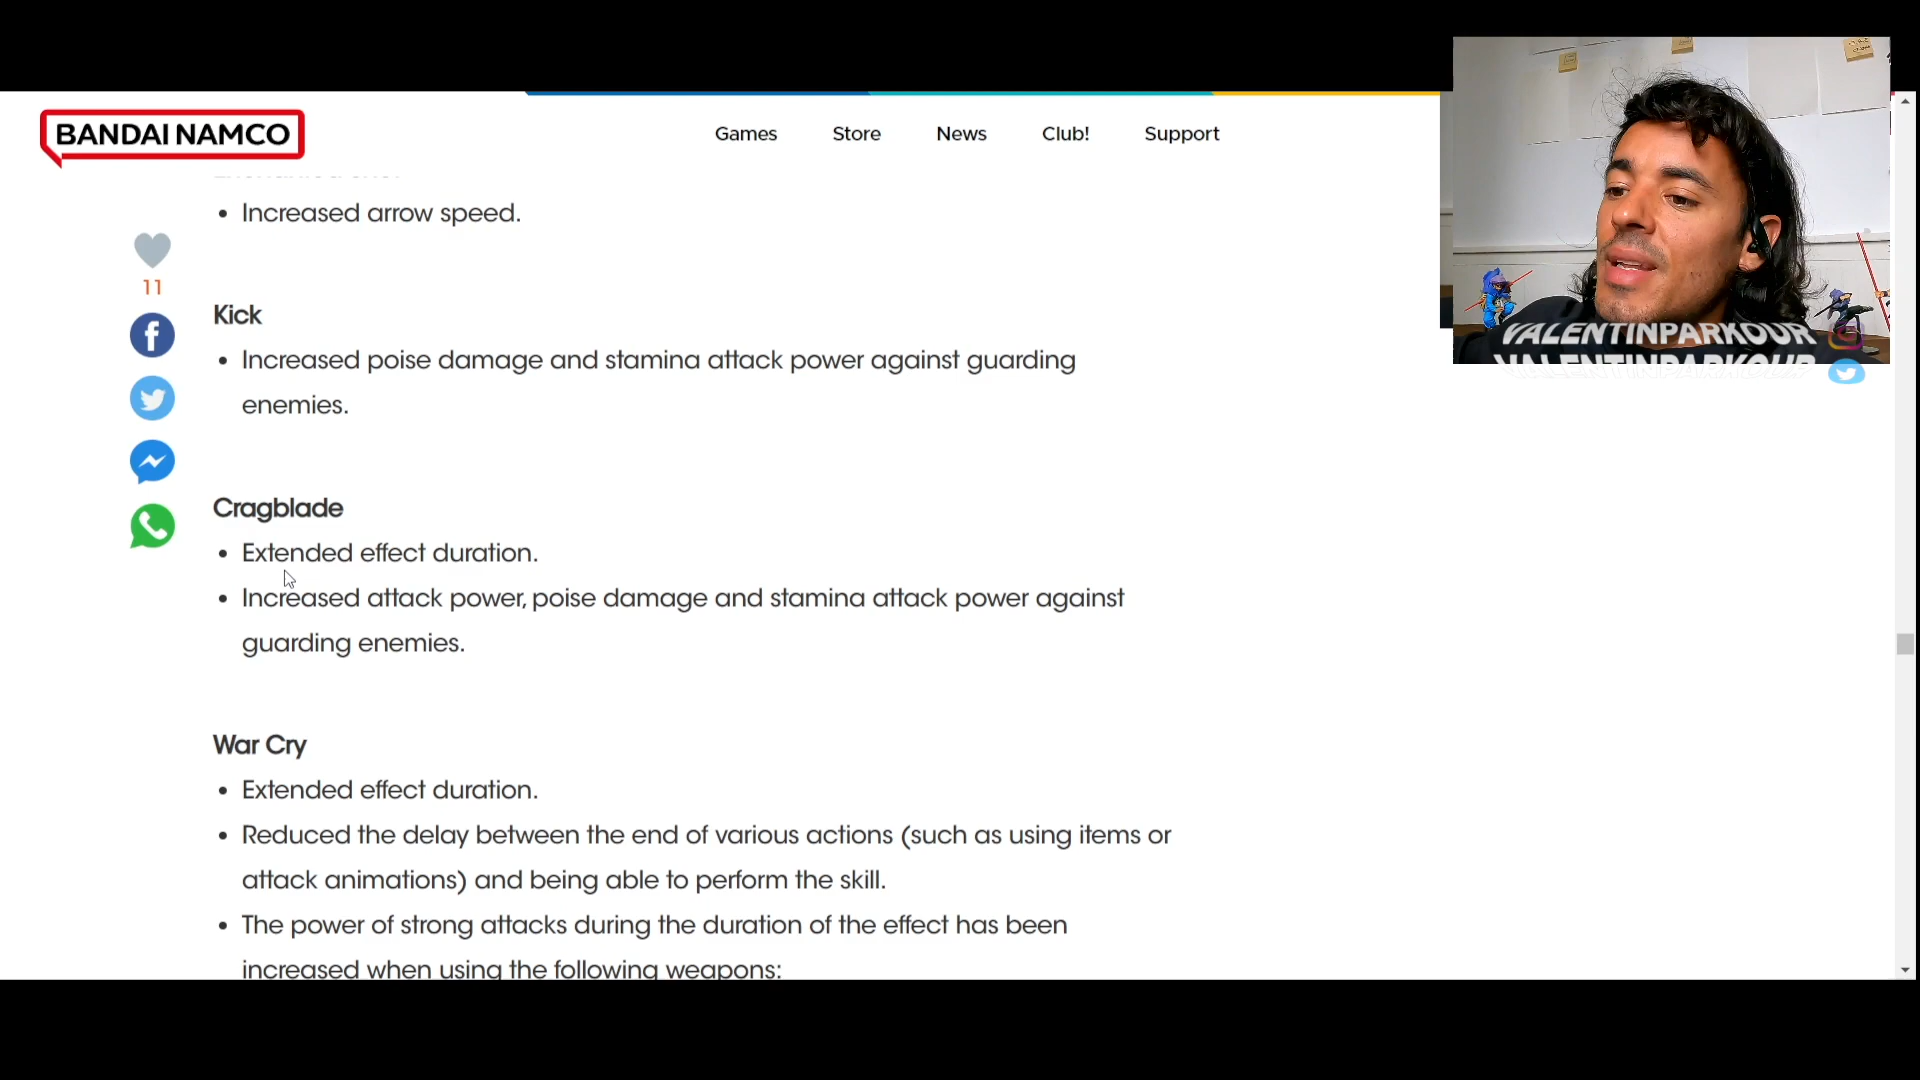 BANDAI NAMCO
Games
Store
News
Club!
Support
Increased arrow speed.
11
Kick
Increased poise damage and stamina attack power against guarding
enemies.
Cragblade
Extended effect duration.
Increased attack power, poise damage and stamina attack power against
guarding enemies.
War Cry
Extended effect duration.
Reduced the delay between the end of various actions (such as using items or
attack animations) and being able to perform the skill.
The power of strong attacks during the duration of the effect has been
increased when using the following weapons:
VALENTINPARKOUR
VALENTINPARKOUR